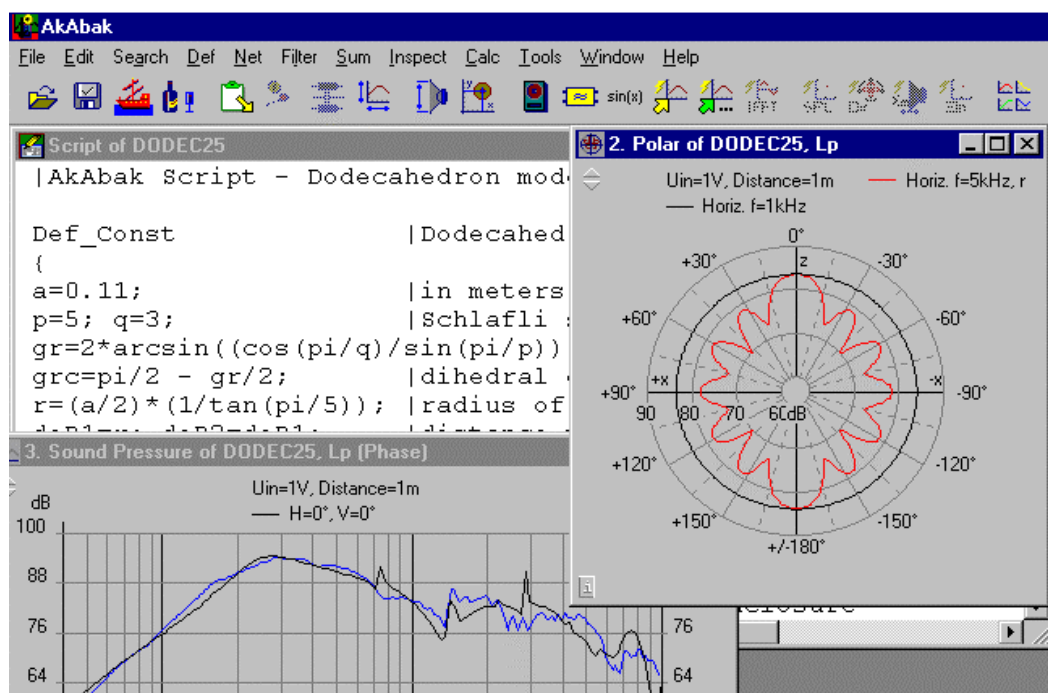 AkAbak
File Edit Search Def Net Filter Sum Inspect Calc Tools Window Help
sin(x)
Script of DODEC25
|AkAbak Script - Dodecahedron mod
Def_Const |Dodecahed
{
a=0.11; |in meters
p=5; q=3; |Schlafli
gr=2*arcsin((cos(pi/q)/sin(pi/p))
grc=pi/2 - gr/2; |dihedral
r=(a/2)*(1/tan(pi/5)); |radius of
2. Polar of DODEC25, Lp
Uin=1V, Distance=1m Horiz. f=5kHz, r
Horiz. f=1kHz
0°
+30° z -30°
+60° -60°
+90° +x -x -90°
90 80 70 60dB
+120° -120°
+150° -150°
+/-180°
i
3. Sound Pressure of DODEC25, Lp (Phase)
Uin=1V, Distance=1m
dB
H=0°, V=0°
100
88
76 76
64 64